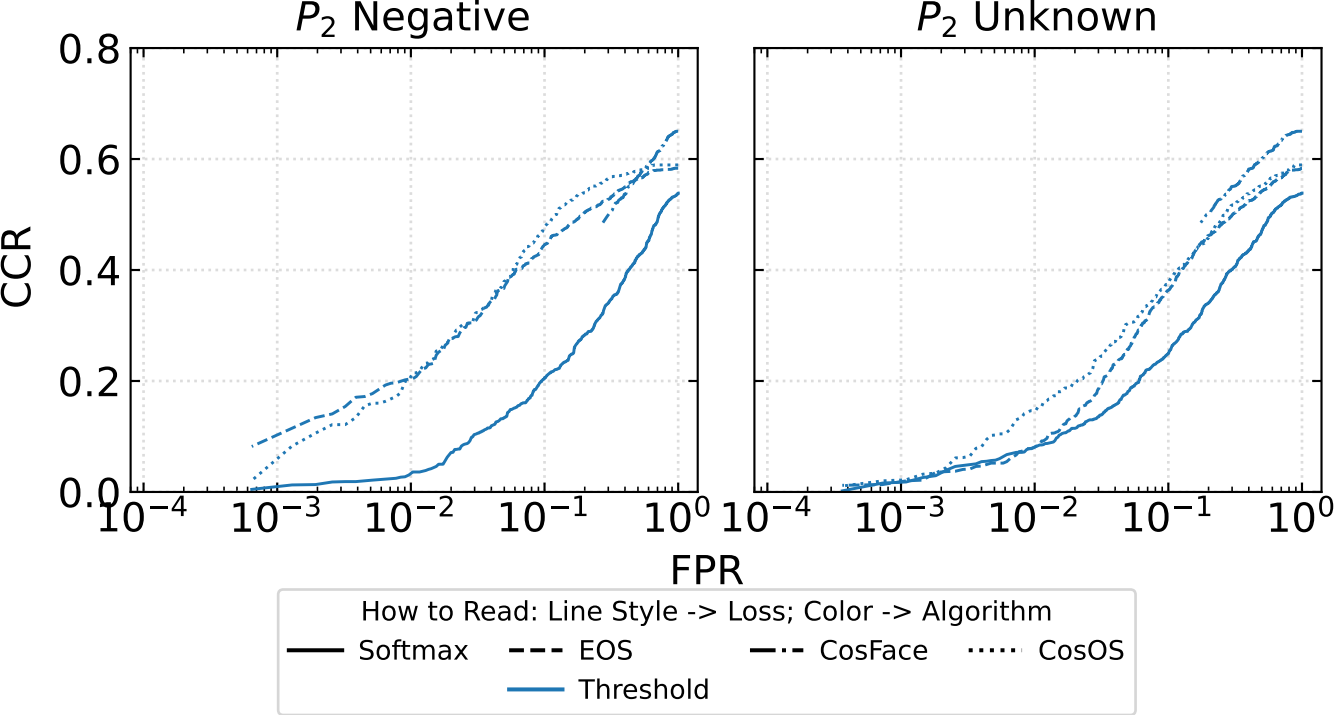 P₂ Negative P₂ Unknown
0.8
0.6
0.4
0.2
0.0
CCR
10⁻⁴ 10⁻³ 10⁻² 10⁻¹ 10⁰ 10⁻⁴ 10⁻³ 10⁻² 10⁻¹ 10⁰
FPR
How to Read: Line Style -> Loss; Color -> Algorithm
Softmax EOS CosFace CosOS
Threshold